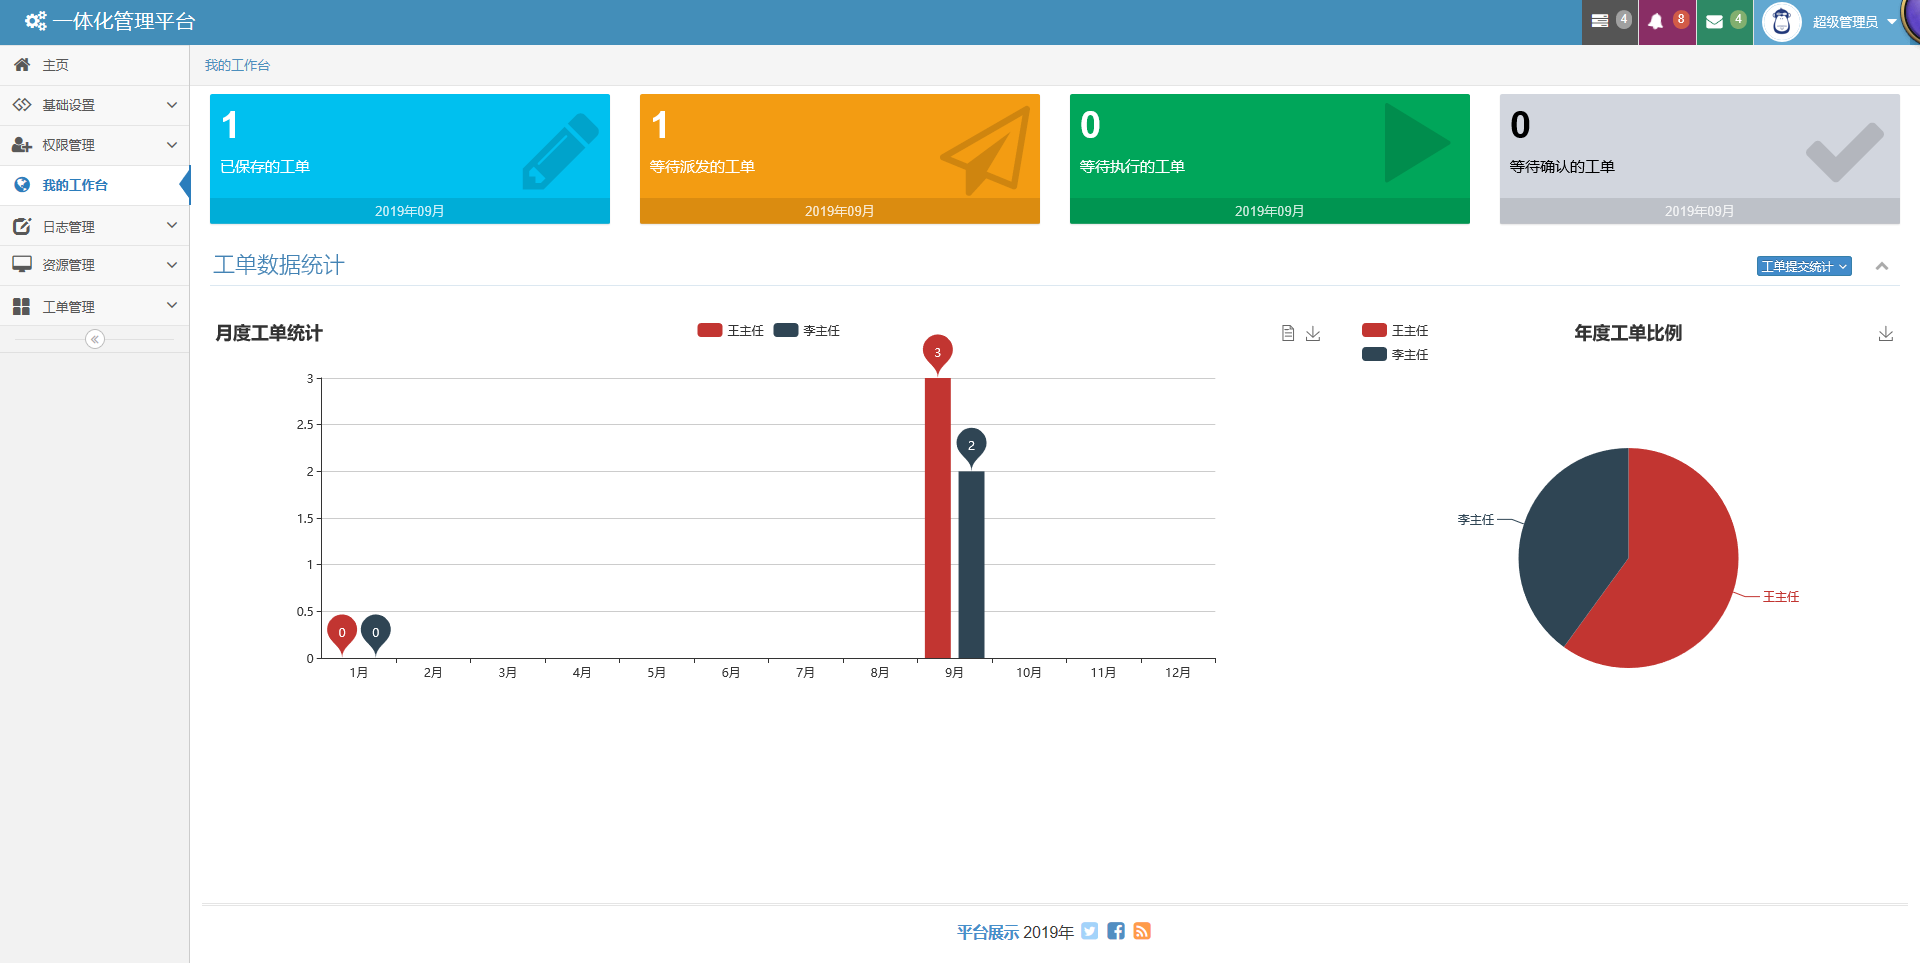 一体化管理平台
4
8
4
超级管理员
主页
基础设置
权限管理
我的工作台
日志管理
资源管理
工单管理
我的工作台
1
已保存的工单
2019年09月
1
等待派发的工单
2019年09月
0
等待执行的工单
2019年09月
0
等待确认的工单
2019年09月
工单数据统计
工单提交统计
月度工单统计
王主任 李主任
3
2.5
2
1.5
1
0.5
0
0
0
3
2
1月 2月 3月 4月 5月 6月 7月 8月 9月 10月 11月 12月
王主任
李主任
年度工单比例
李主任
王主任
平台展示 2019年